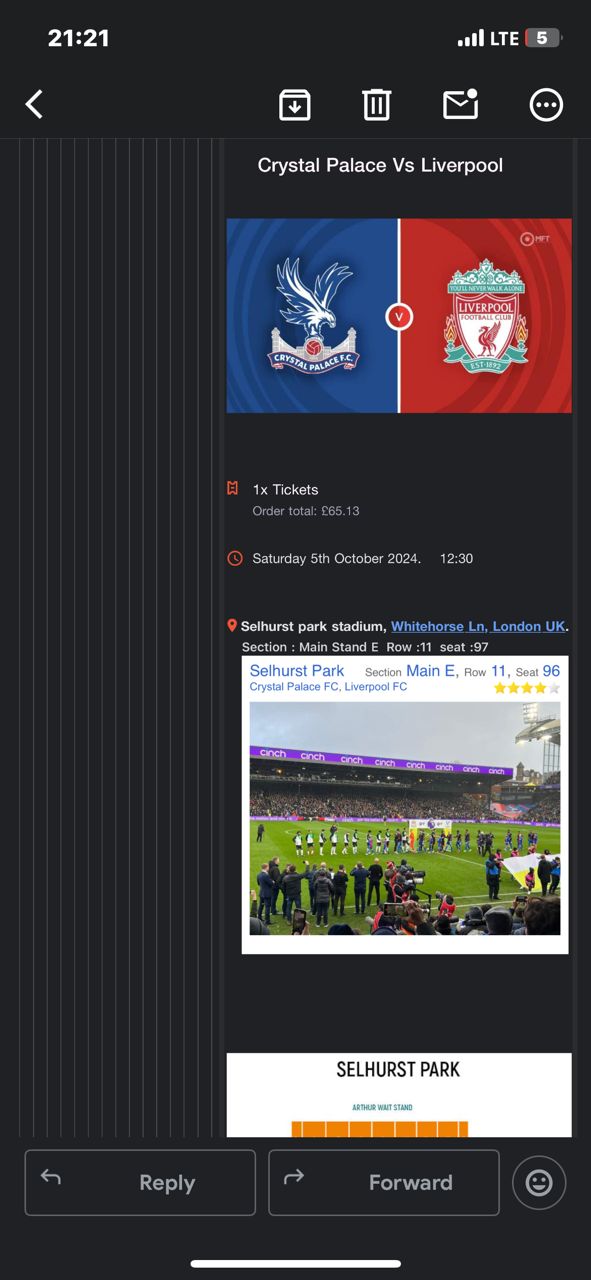 21:21
LTE 5
Crystal Palace Vs Liverpool
MFT
V
CRYSTAL PALACE F.C.
YOU'LL NEVER WALK ALONE
LIVERPOOL
FOOTBALL CLUB
EST·1892
1x Tickets
Order total: £65.13
Saturday 5th October 2024. 12:30
Selhurst park stadium, Whitehorse Ln, London UK.
Section : Main Stand E Row :11 seat :97
Selhurst Park Section Main E, Row 11, Seat 96
Crystal Palace FC, Liverpool FC
cinch cinch cinch cinch cinch cinch cinch
SELHURST PARK
ARTHUR WAIT STAND
Reply
Forward